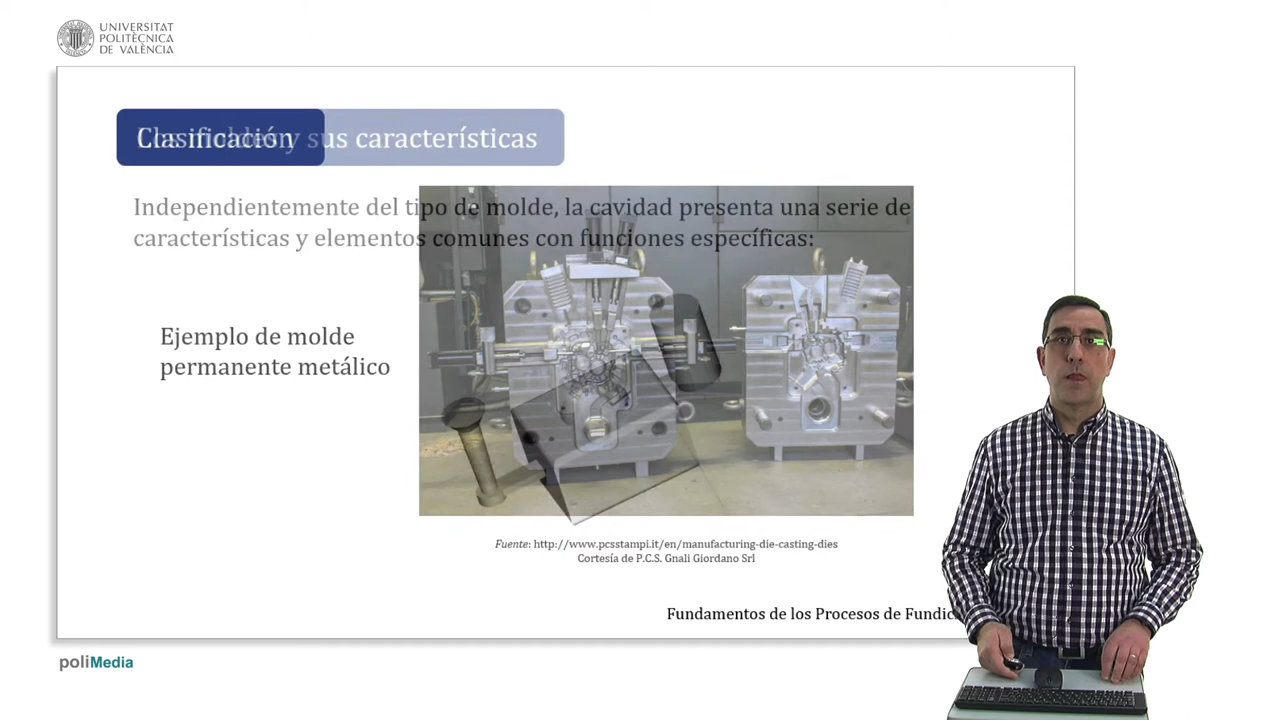 UNIVERSITAT
POLITÈCNICA
DE VALÈNCIA
Clasificación
Los moldes y sus características
Independientemente del tipo de molde, la cavidad presenta una serie de
características y elementos comunes con funciones específicas:
Ejemplo de molde
permanente metálico
Fuente: http://www.pcsstampi.it/en/manufacturing-die-casting-dies
Cortesía de P.C.S. Gnali Giordano Srl
Fundamentos de los Procesos de Fundic
poliMedia